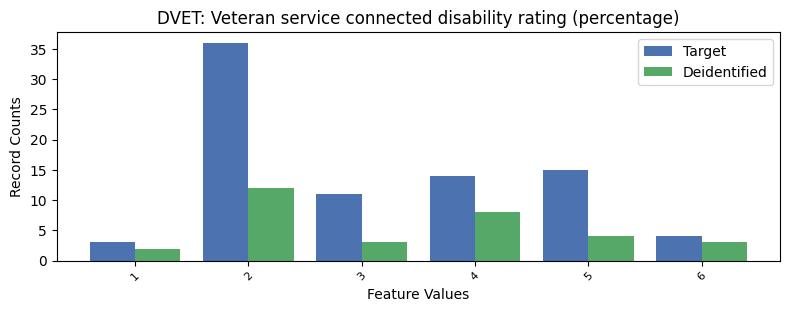 DVET: Veteran service connected disability rating (percentage)
Target
Deidentified
Record Counts
35
30
25
20
15
10
5
0
1 2 3 4 5 6
Feature Values